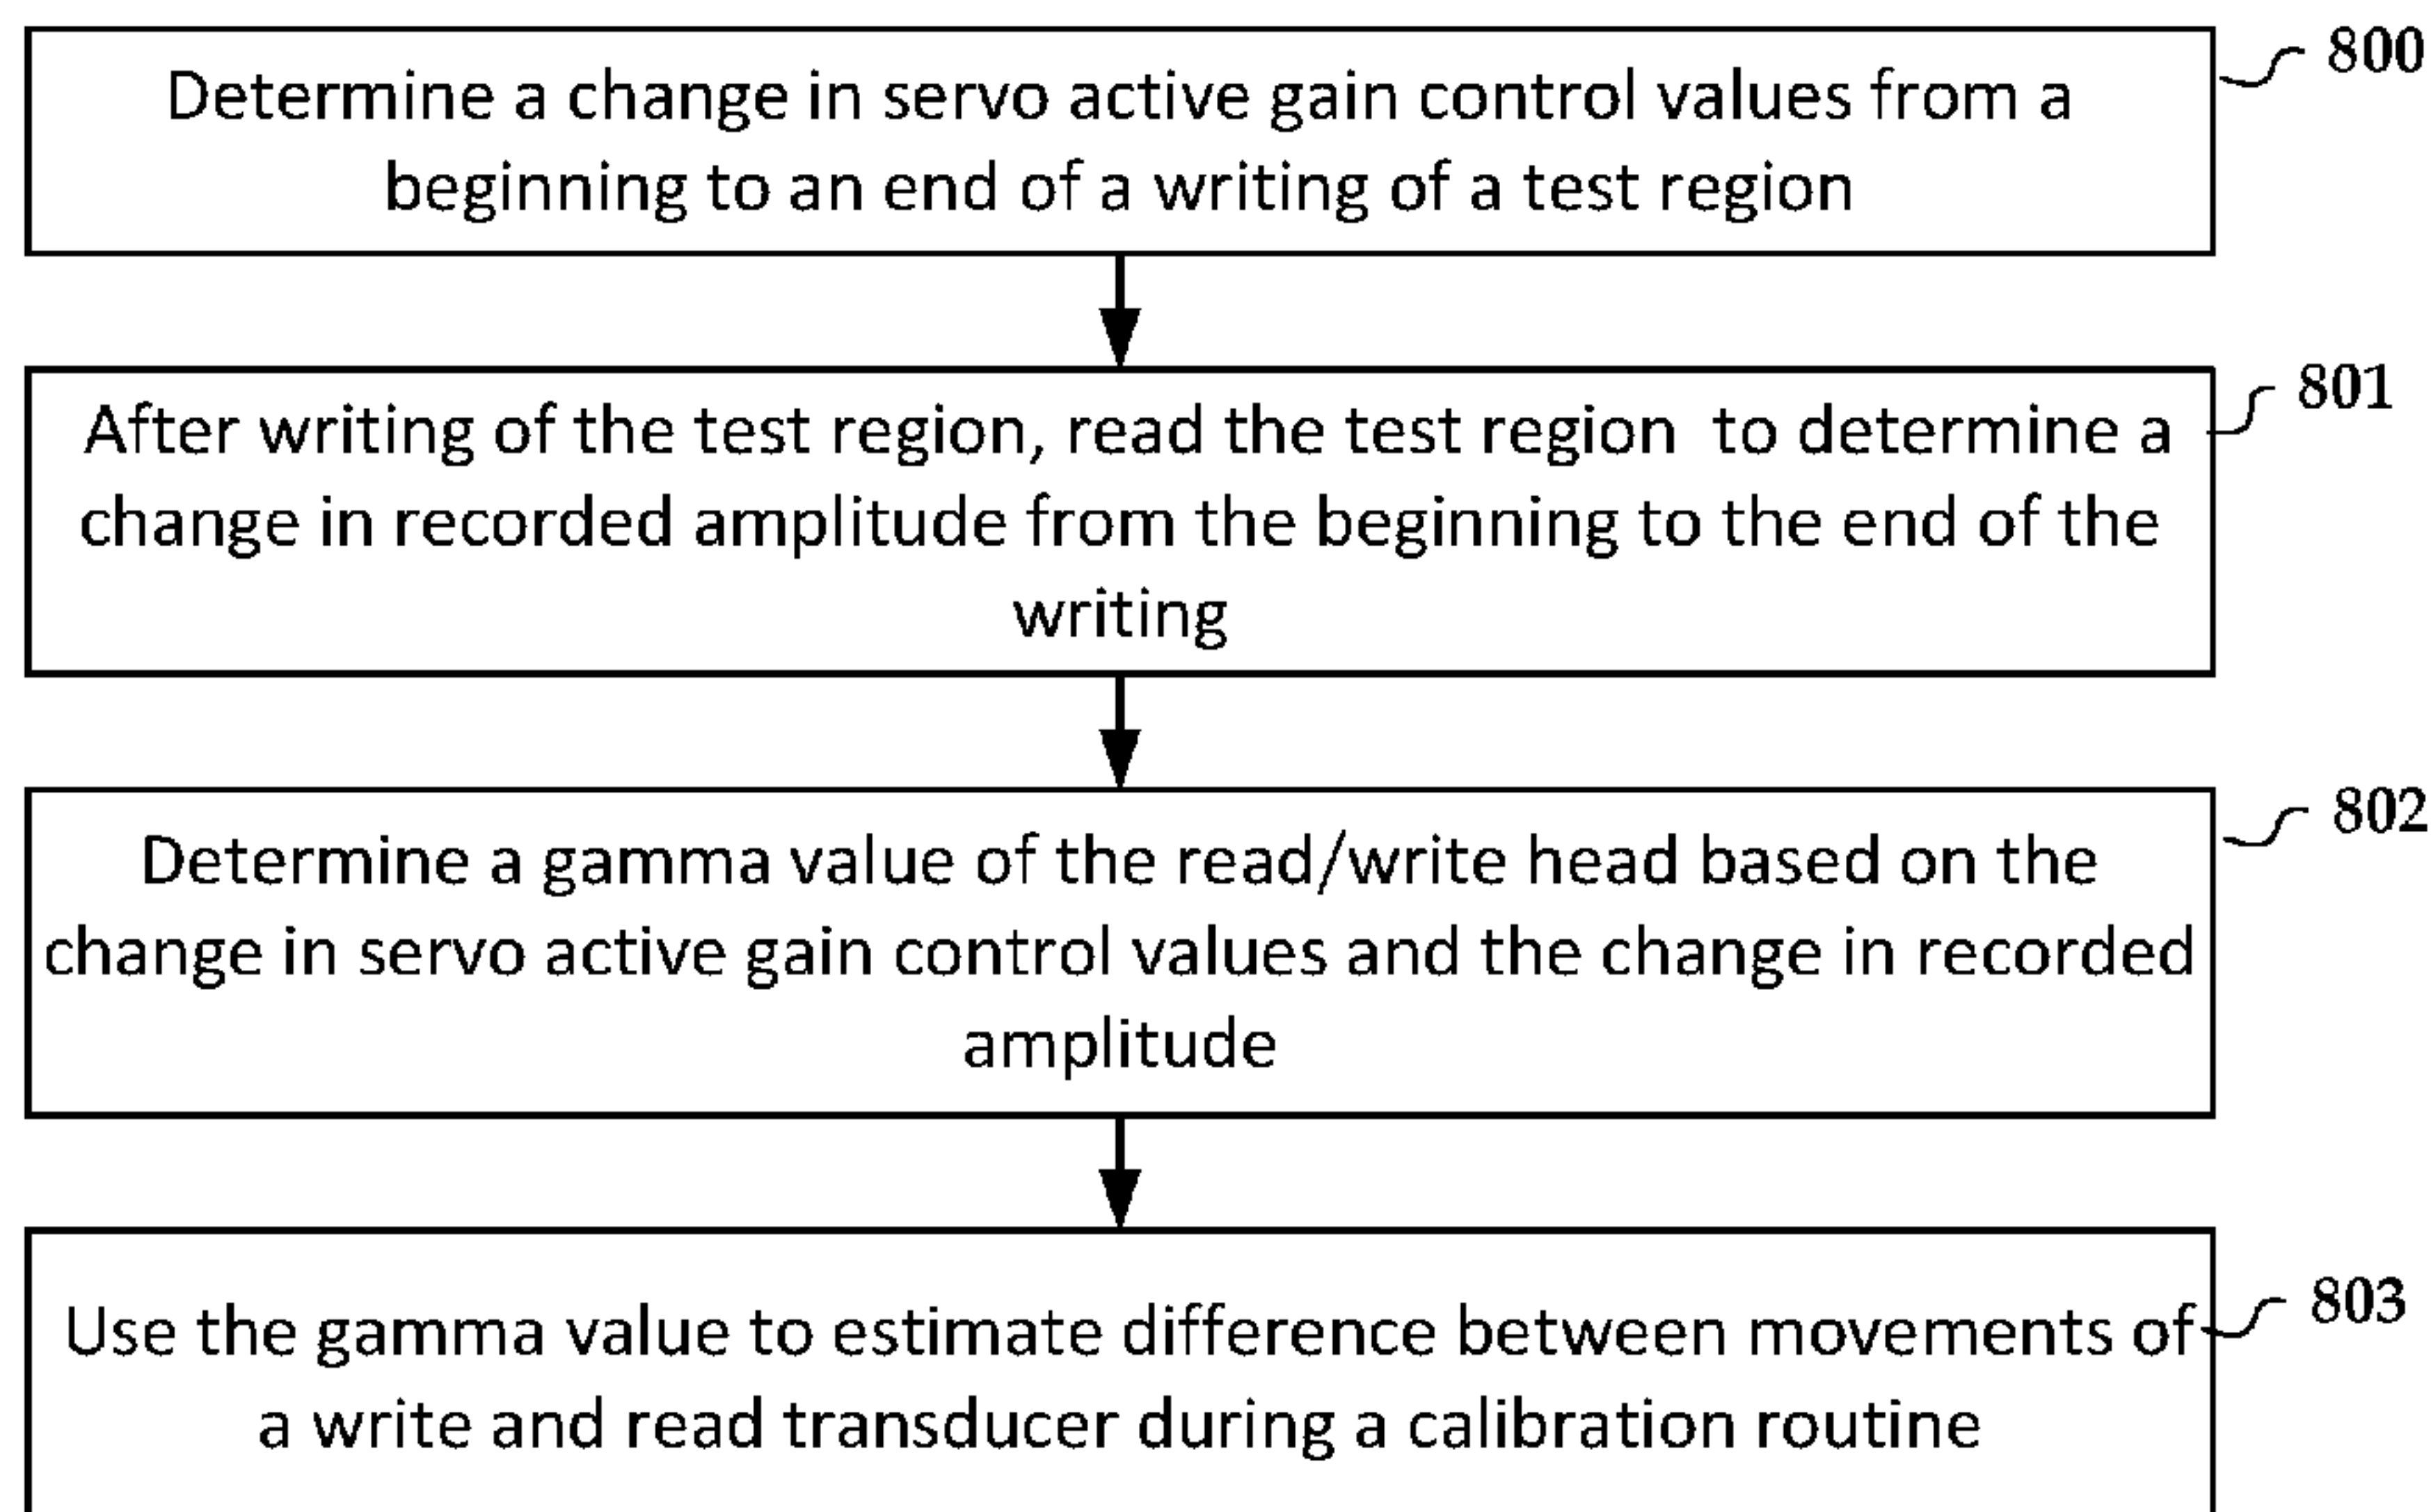 Determine a change in servo active gain control values from a
beginning to an end of a writing of a test region
800
After writing of the test region, read the test region to determine a
change in recorded amplitude from the beginning to the end of the
writing
801
Determine a gamma value of the read/write head based on the
change in servo active gain control values and the change in recorded
amplitude
802
Use the gamma value to estimate difference between movements of
a write and read transducer during a calibration routine
803